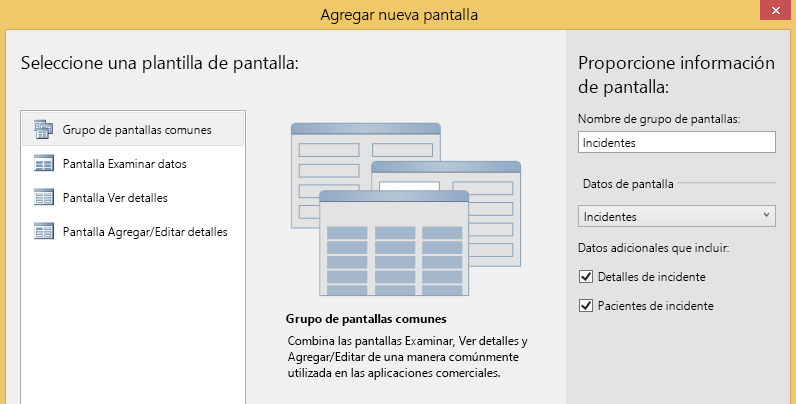 Agregar nueva pantalla
Seleccione una plantilla de pantalla:
Grupo de pantallas comunes
Pantalla Examinar datos
Pantalla Ver detalles
Pantalla Agregar/Editar detalles
Grupo de pantallas comunes
Combina las pantallas Examinar, Ver detalles y
Agregar/Editar de una manera comúnmente
utilizada en las aplicaciones comerciales.
Proporcione información
de pantalla:
Nombre de grupo de pantallas:
Incidentes
Datos de pantalla
Incidentes
Datos adicionales que incluir:
Detalles de incidente
Pacientes de incidente